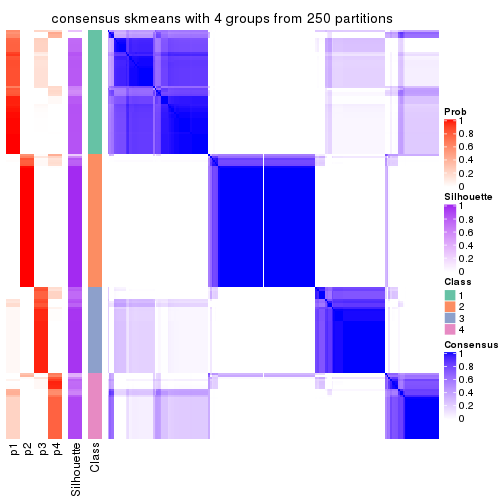 consensus skmeans with 4 groups from 250 partitions
Prob
1
0.8
0.6
0.4
0.2
0
Silhouette
1
0.8
0.6
0.4
0.2
0
Class
1
2
3
4
Consensus
1
0.8
0.6
0.4
0.2
0
p1
p2
p3
p4
Silhouette
Class